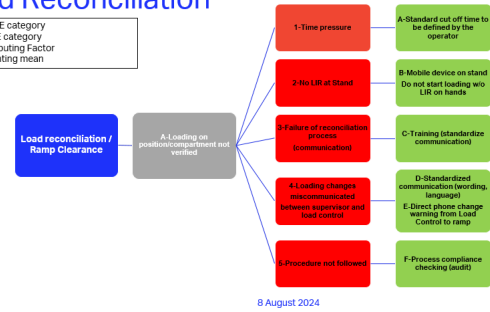 d Reconciliation
E category
E category
outing Factor
nting mean
Load reconciliation /
Ramp Clearance
A-Loading on
position/compartment not
verified
1-Time pressure
2-No LIR at Stand
3-Failure of reconciliation
process
(communication)
4-Loading changes
miscommunicated
between supervisor and
load control
5-Procedure not followed
A-Standard cut off time to
be defined by the
operator
B-Mobile device on stand
Do not start loading w/o
LIR on hands
C-Training (standardize
communication)
D-Standardized
communication (wording,
language)
E-Direct phone change
warning from Load
Control to ramp
F-Process compliance
checking (audit)
8 August 2024